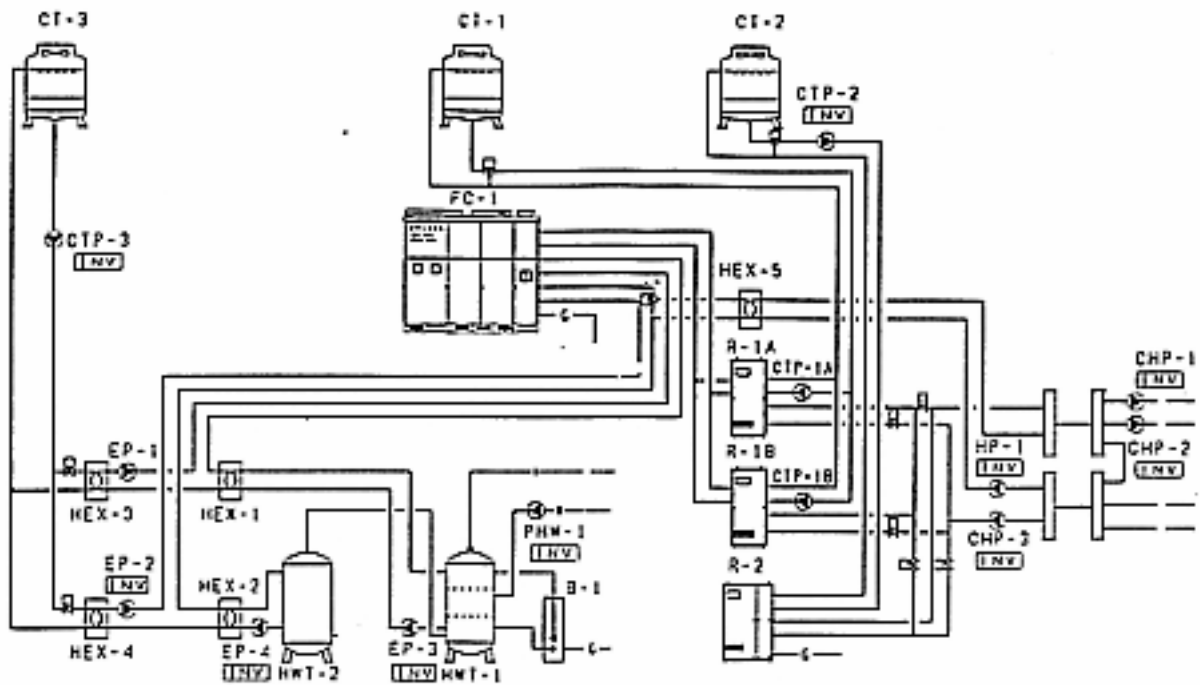 CT-3
CT-1
CT-2
CTP-2
INV
FC-1
CTP-3
INV
HEX-5
G
R-1A
CTP-1A
CHP-1
INV
EP-1
R-1B
CTP-1B
HP-1
INV
CHP-2
INV
HEX-3
HEX-1
PHW-1
INV
CHP-3
INV
EP-2
INV
HEX-2
B-1
R-2
HEX-4
EP-4
INV
HWT-2
EP-3
INV
HWT-1
G
G